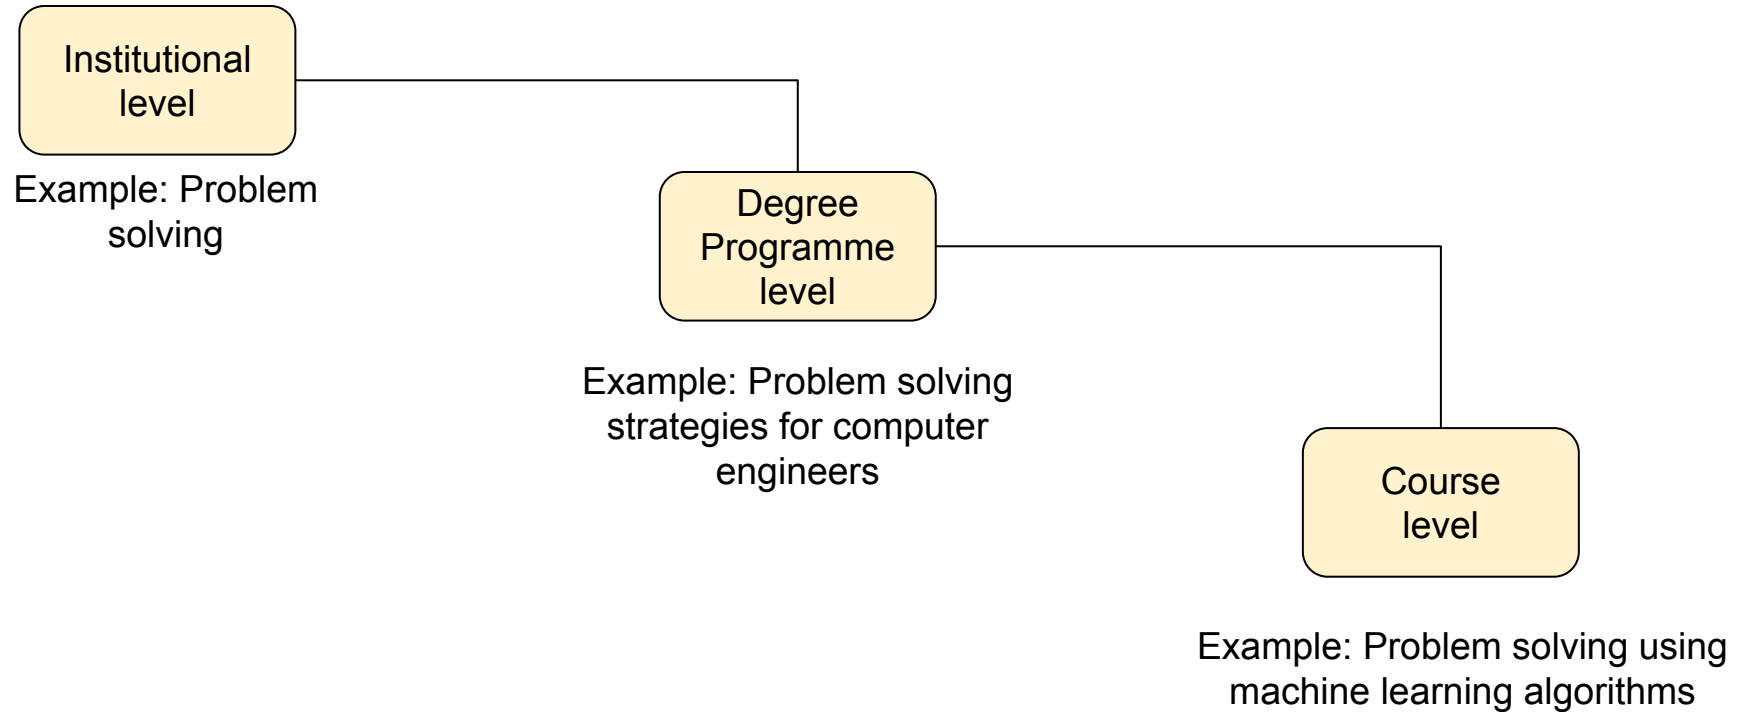 Institutional
level
Example: Problem
solving
Degree
Programme
level
Example: Problem solving
strategies for computer
engineers
Course
level
Example: Problem solving using
machine learning algorithms